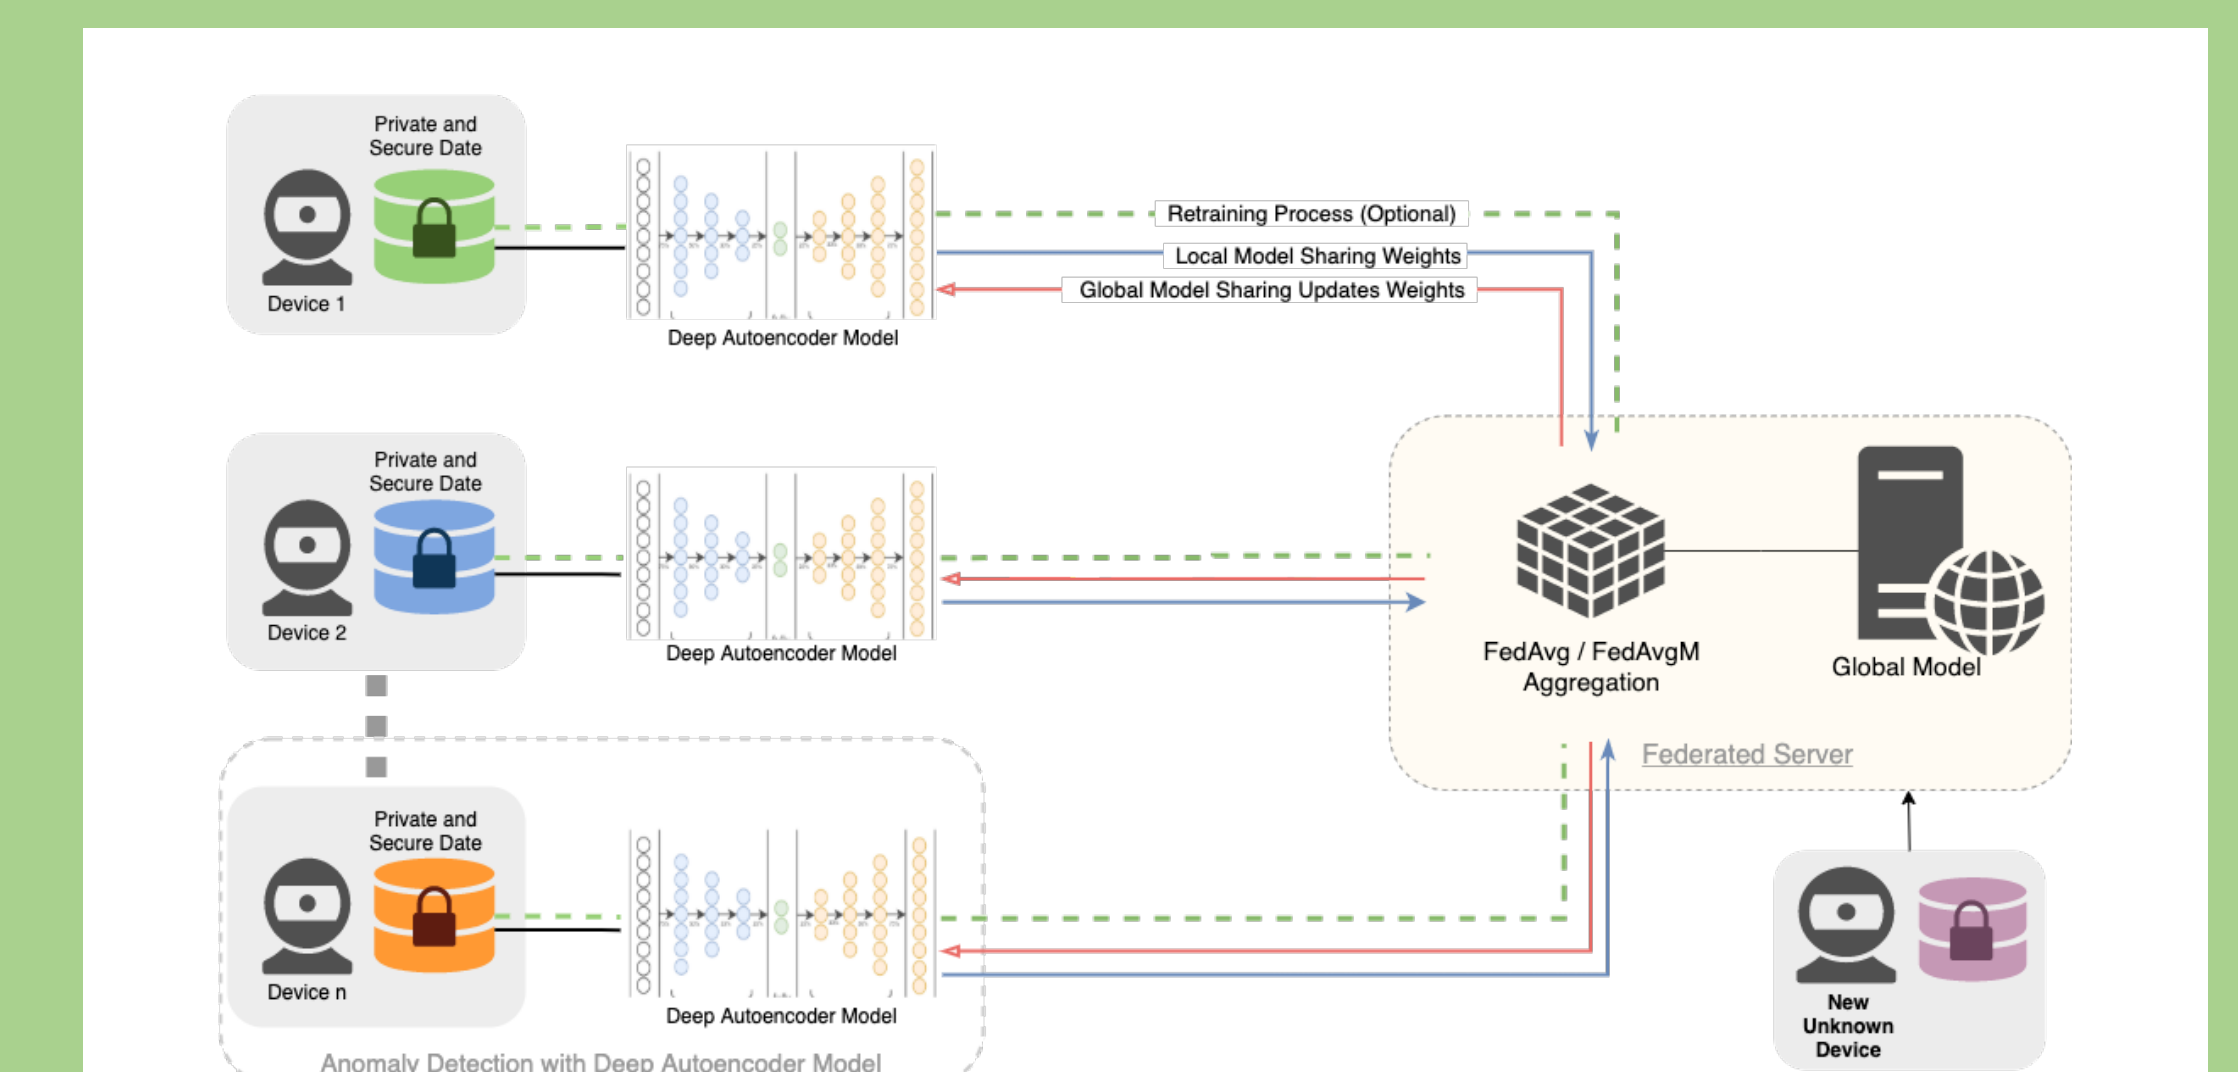 Private and
Secure Date
Device 1
Deep Autoencoder Model
Retraining Process (Optional)
Local Model Sharing Weights
Global Model Sharing Updates Weights
Private and
Secure Date
Device 2
Deep Autoencoder Model
FedAvg / FedAvgM
Aggregation
Global Model
Federated Server
Private and
Secure Date
Device n
Deep Autoencoder Model
Anomaly Detection with Deep Autoencoder Model
New
Unknown
Device